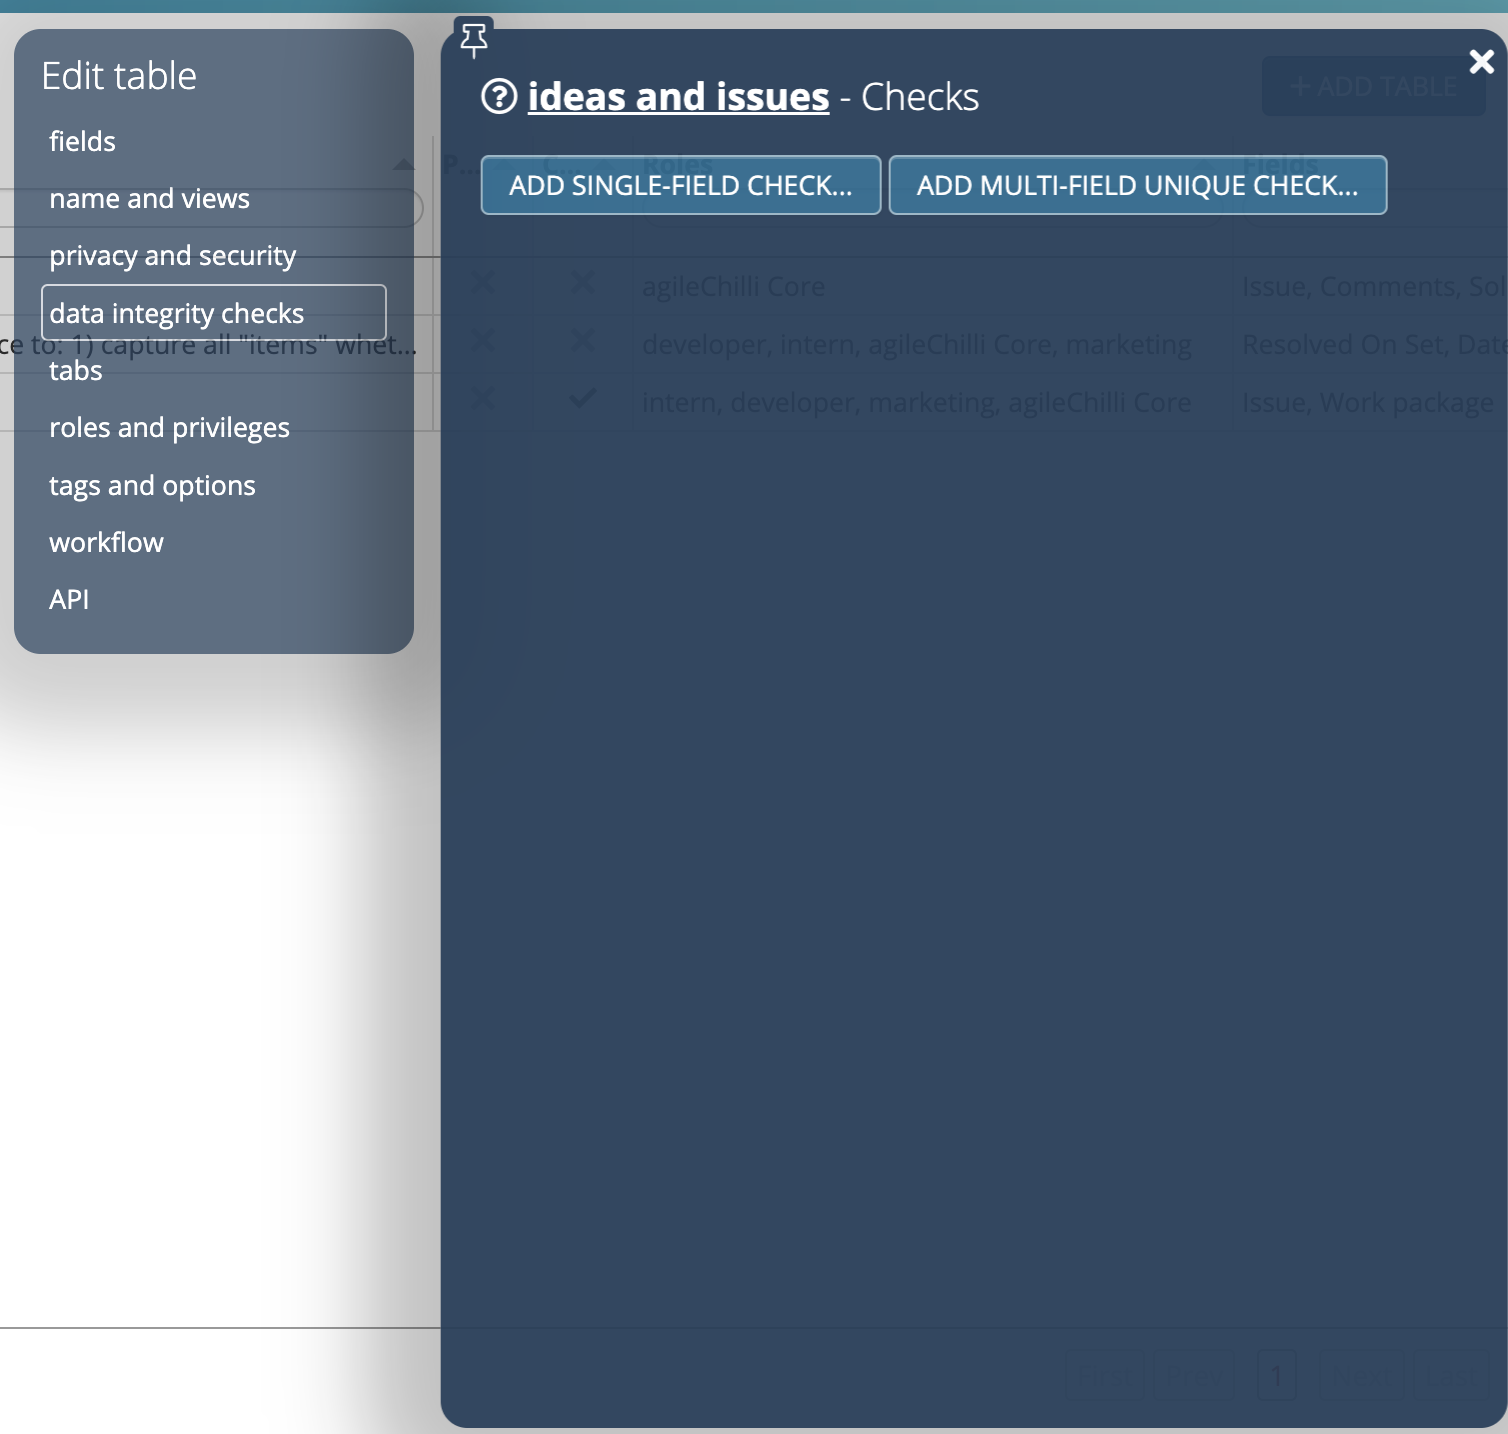 Edit table
fields
name and views
privacy and security
data integrity checks
ce to: 1) capture all "items" whet...
tabs
roles and privileges
tags and options
workflow
API
ideas and issues - Checks
+ ADD TABLE
P... C... Roles Fields
ADD SINGLE-FIELD CHECK... ADD MULTI-FIELD UNIQUE CHECK...
agileChilli Core Issue, Comments, Sol
developer, intern, agileChilli Core, marketing Resolved On Set, Date
intern, developer, marketing, agileChilli Core Issue, Work package
First Prev 1 Next Last